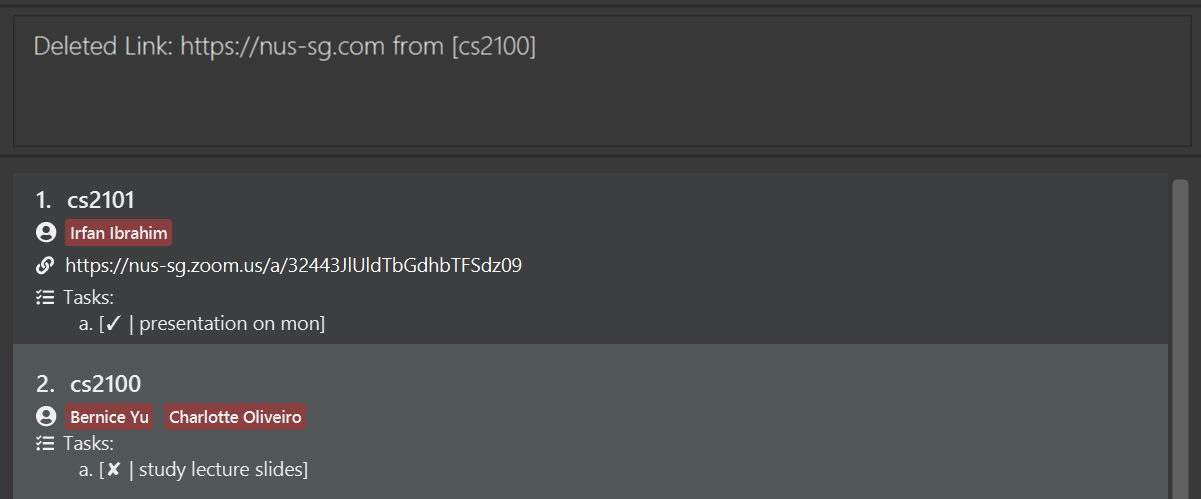 Deleted Link: https://nus-sg.com from [cs2100]
1. cs2101
Irfan Ibrahim
https://nus-sg.zoom.us/a/32443JlUldTbGdhbTFSdz09
Tasks:
a. [✓ | presentation on mon]
2. cs2100
Bernice Yu Charlotte Oliveiro
Tasks:
a. [✘ | study lecture slides]